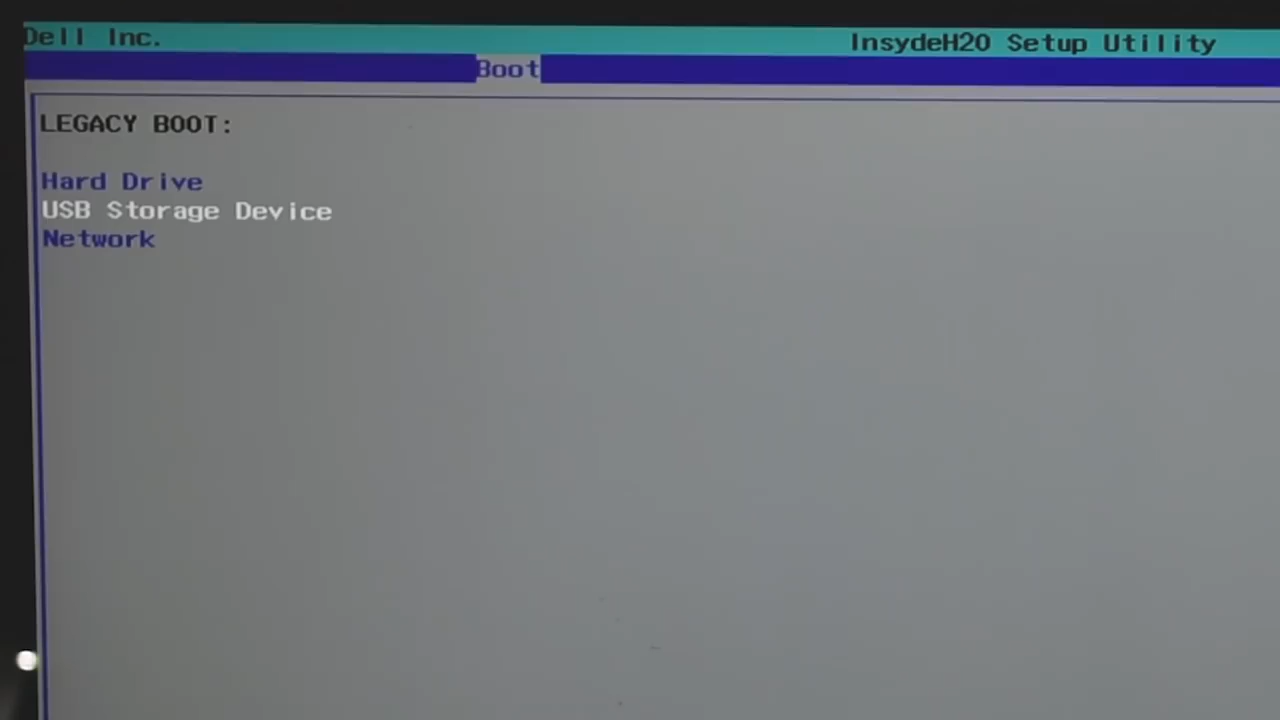 Dell Inc.
InsydeH20 Setup Utility
Boot
LEGACY BOOT:
Hard Drive
USB Storage Device
Network